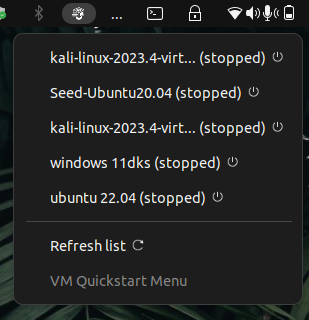 ...
kali-linux-2023.4-virt... (stopped)
Seed-Ubuntu20.04 (stopped)
kali-linux-2023.4-virt... (stopped)
windows 11dks (stopped)
ubuntu 22.04 (stopped)
Refresh list
VM Quickstart Menu